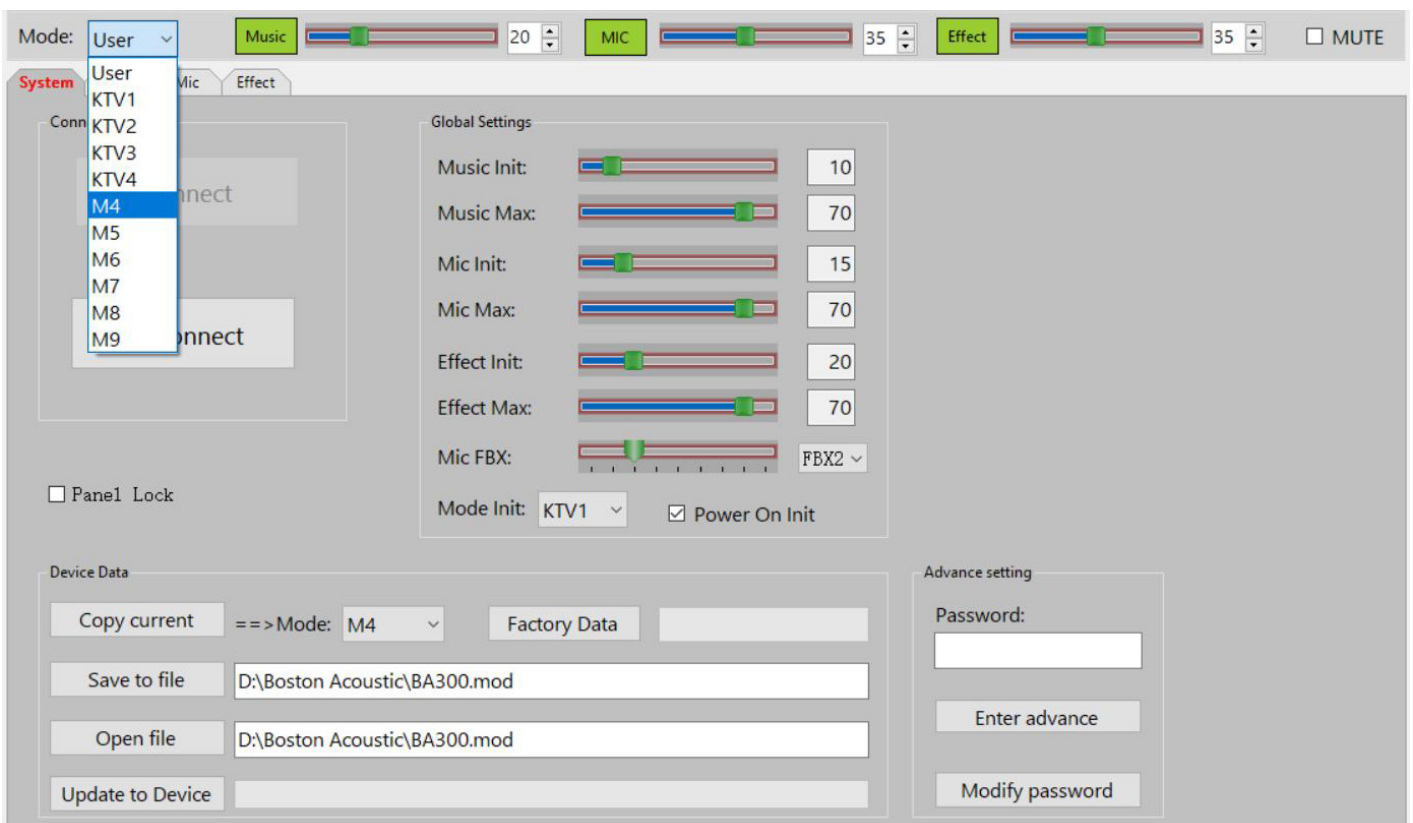 Mode: User Music 20 MIC 35 Effect 35 MUTE
User
KTV1
KTV2
KTV3
KTV4
M4
M5
M6
M7
M8
M9
System Mic Effect
Global Settings
Music Init: 10
Music Max: 70
Mic Init: 15
Mic Max: 70
Effect Init: 20
Effect Max: 70
Mic FBX: FBX2
Mode Init: KTV1 Power On Init
Panel Lock
Device Data
Copy current ==>Mode: M4 Factory Data
Save to file D:\Boston Acoustic\BA300.mod
Open file D:\Boston Acoustic\BA300.mod
Update to Device
Advance setting
Password:
Enter advance
Modify password